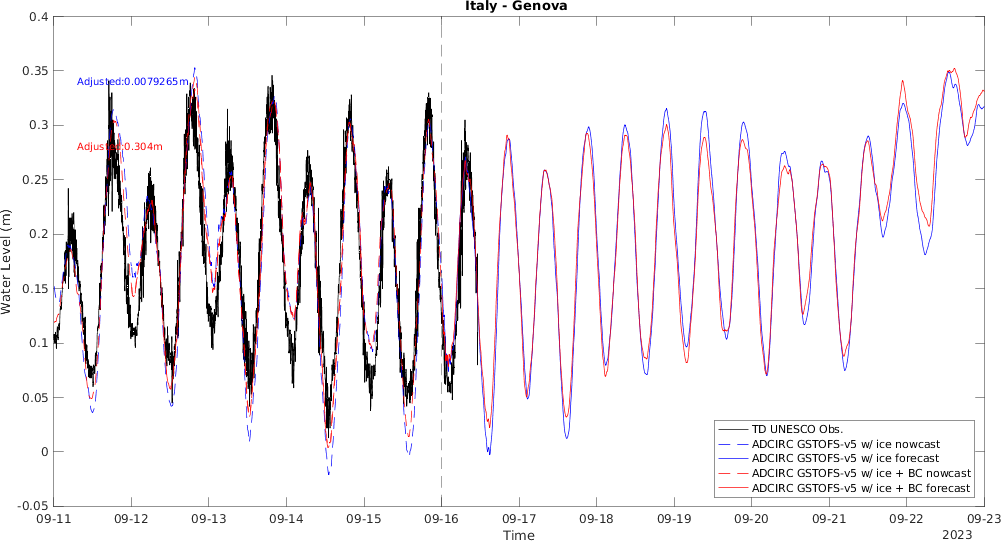 Italy - Genova
0.4
0.35
0.3
0.25
0.2
0.15
0.1
0.05
0
-0.05
Water Level (m)
Adjusted:0.0079265m
Adjusted:0.304m
TD UNESCO Obs.
ADCIRC GSTOFS-v5 w/ ice nowcast
ADCIRC GSTOFS-v5 w/ ice forecast
ADCIRC GSTOFS-v5 w/ ice + BC nowcast
ADCIRC GSTOFS-v5 w/ ice + BC forecast
09-11 09-12 09-13 09-14 09-15 09-16 09-17 09-18 09-19 09-20 09-21 09-22 09-23
Time
2023